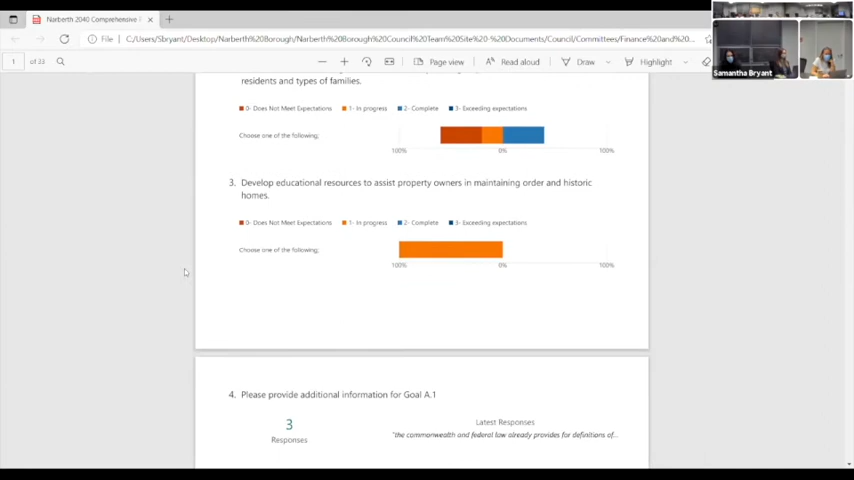 Narberth 2040 Comprehensive
File
C:/Users/Sbryant/Desktop/Narberth%20Borough/Narberth%20Borough%20Council%20Team%20Site%20-%20Documents/Council/Committees/Finance%20and%20...
1 of 33
Page view
Read aloud
Draw
Highlight
Samantha Bryant
residents and types of families.
0- Does Not Meet Expectations 1- In progress 2- Complete 3- Exceeding expectations
Choose one of the following:
100% 0% 100%
3. Develop educational resources to assist property owners in maintaining order and historic
homes.
0- Does Not Meet Expectations 1- In progress 2- Complete 3- Exceeding expectations
Choose one of the following:
100% 0% 100%
4. Please provide additional information for Goal A.1
3
Responses
Latest Responses
"the commonwealth and federal law already provides for definitions of...